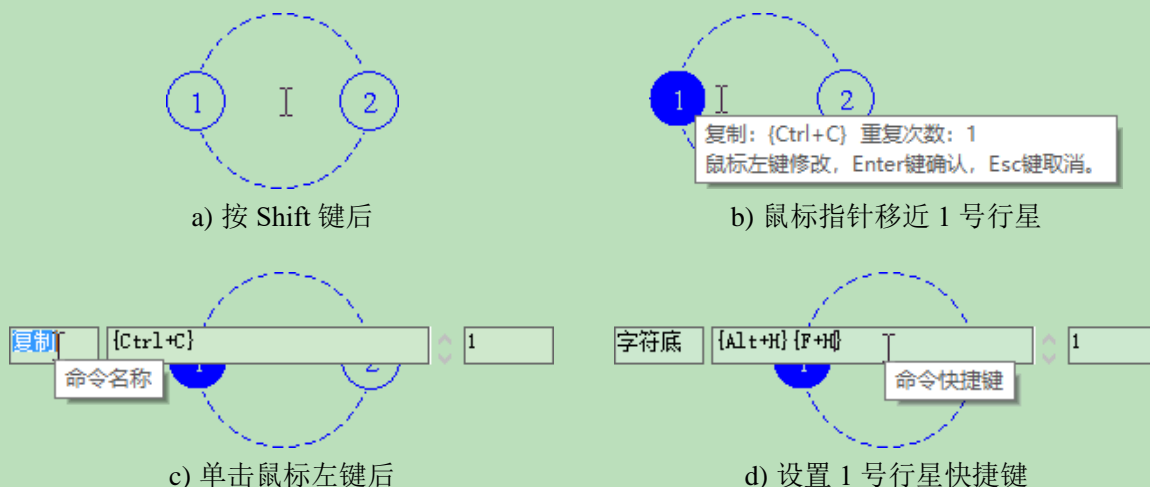 1
2
a) 按 Shift 键后
1
2
复制：{Ctrl+C} 重复次数：1
鼠标左键修改，Enter键确认，Esc键取消。
b) 鼠标指针移近 1 号行星
复制
{Ctrl+C}
1
命令名称
c) 单击鼠标左键后
字符底
{Alt+H}{F+H}
1
命令快捷键
d) 设置 1 号行星快捷键